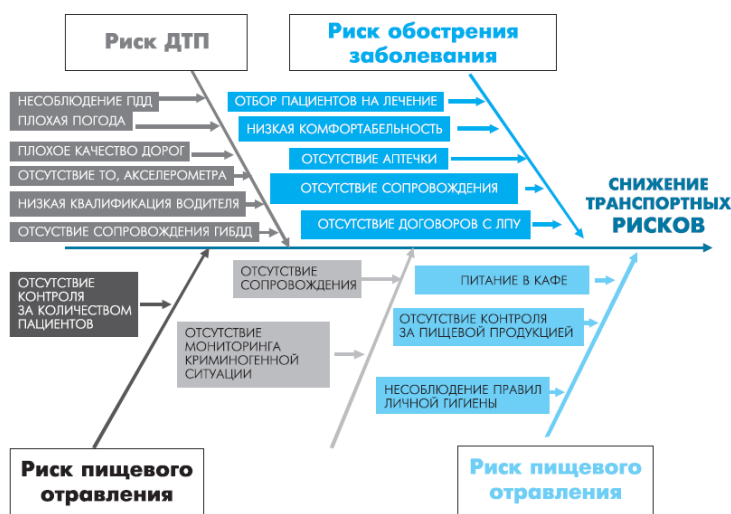 Риск ДТП
Риск обострения
заболевания
НЕСОБЛЮДЕНИЕ ПДД
ПЛОХАЯ ПОГОДА
ПЛОХОЕ КАЧЕСТВО ДОРОГ
ОТСУТСТВИЕ ТО, АКСЕЛЕРОМЕТРА
НИЗКАЯ КВАЛИФИКАЦИЯ ВОДИТЕЛЯ
ОТСУСТВИЕ СОПРОВОЖДЕНИЯ ГИБДД
ОТБОР ПАЦИЕНТОВ НА ЛЕЧЕНИЕ
НИЗКАЯ КОМФОРТАБЕЛЬНОСТЬ
ОТСУТСТВИЕ АПТЕЧКИ
ОТСУТСТВИЕ СОПРОВОЖДЕНИЯ
ОТСУТСТВИЕ ДОГОВОРОВ С ЛПУ
СНИЖЕНИЕ
ТРАНСПОРТНЫХ
РИСКОВ
ОТСУТСТВИЕ
КОНТРОЛЯ
ЗА КОЛИЧЕСТВОМ
ПАЦИЕНТОВ
ОТСУТСТВИЕ
СОПРОВОЖДЕНИЯ
ОТСУТСТВИЕ
МОНИТОРИНГА
КРИМИНОГЕННОЙ
СИТУАЦИИ
ПИТАНИЕ В КАФЕ
ОТСУТСТВИЕ КОНТРОЛЯ
ЗА ПИЩЕВОЙ ПРОДУКЦИЕЙ
НЕСОБЛЮДЕНИЕ ПРАВИЛ
ЛИЧНОЙ ГИГИЕНЫ
Риск пищевого
отравления
Риск пищевого
отравления